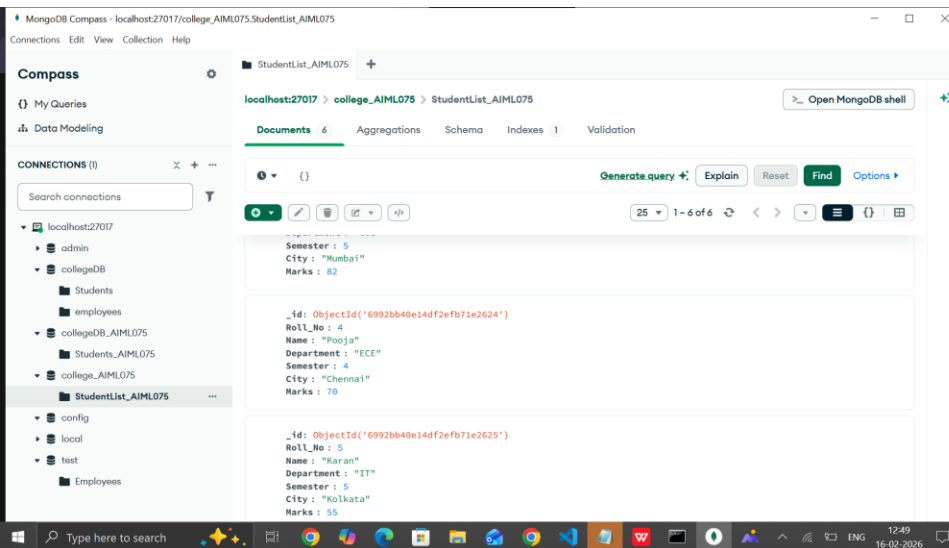 MongoDB Compass - localhost:27017/college_AIML075.StudentList_AIML075
Connections Edit View Collection Help
Compass
{} My Queries
Data Modeling
CONNECTIONS (1)
Search connections
localhost:27017
admin
collegeDB
Students
employees
collegeDB_AIML075
Students_AIML075
college_AIML075
StudentList_AIML075
config
local
test
Employees
StudentList_AIML075
localhost:27017 > college_AIML075 > StudentList_AIML075
>_ Open MongoDB shell
Documents 6 Aggregations Schema Indexes 1 Validation
{}
Generate query Explain Reset Find Options
25 1 – 6 of 6
Semester : 5
City : "Mumbai"
Marks : 82
_id: ObjectId('6992bb40e14df2efb71e2624')
Roll_No : 4
Name : "Pooja"
Department : "ECE"
Semester : 4
City : "Chennai"
Marks : 70
_id: ObjectId('6992bb40e14df2efb71e2625')
Roll_No : 5
Name : "Karan"
Department : "IT"
Semester : 5
City : "Kolkata"
Marks : 55
Type here to search
ENG
12:49
16-02-2026